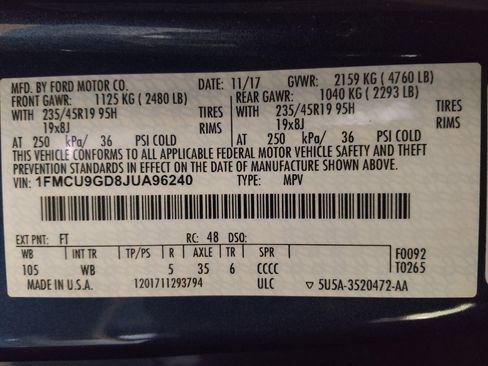 MFD. BY FORD MOTOR CO. DATE: 11/17 GVWR: 2159 KG (4760 LB)
FRONT GAWR: 1125 KG (2480 LB) REAR GAWR: 1040 KG (2293 LB)
WITH 235/45R19 95H TIRES WITH 235/45R19 95H TIRES
19x8J RIMS 19x8J RIMS
AT 250 kPa/ 36 PSI COLD AT 250 kPa/ 36 PSI COLD
THIS VEHICLE CONFORMS TO ALL APPLICABLE FEDERAL MOTOR VEHICLE SAFETY AND THEFT
PREVENTION STANDARDS IN EFFECT ON THE DATE OF MANUFACTURE SHOWN ABOVE.
VIN: 1FMCU9GD8JUA96240 TYPE: MPV
EXT PNT: FT RC: 48 DSO:
WB INT TR TP/PS R AXLE TR SPR F0092
105 WB 5 35 6 CCCC T0265
MADE IN U.S.A. 1201711293794 ULC ▽ 5U5A-3520472-AA